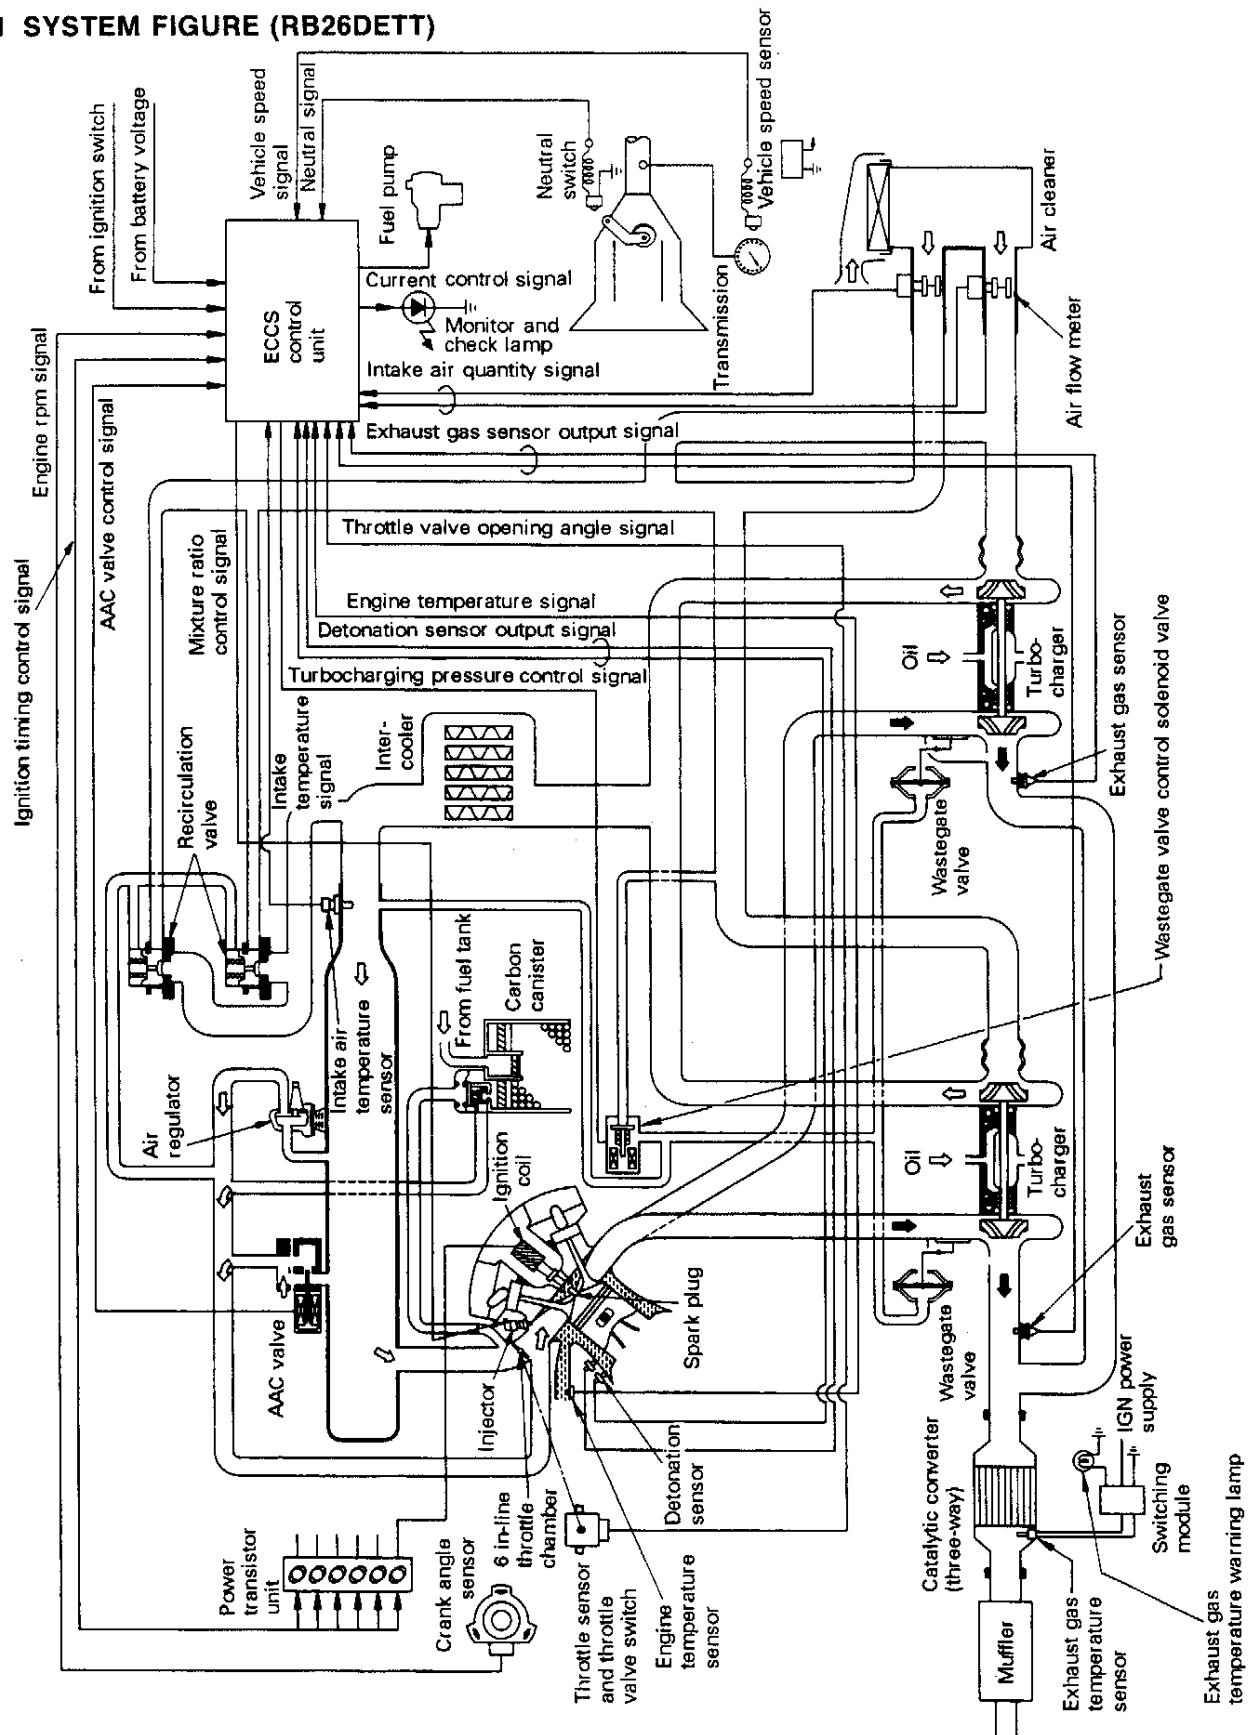 SYSTEM FIGURE (RB26DETT)
From ignition switch
From battery voltage
Vehicle speed
signal
Neutral signal
Fuel pump
Neutral
switch
Vehicle speed sensor
Air cleaner
Transmission
Air flow meter
ECCS
control
unit
Current control signal
Monitor and
check lamp
Intake air quantity signal
Exhaust gas sensor output signal
Throttle valve opening angle signal
Engine temperature signal
Detonation sensor output signal
Turbocharging pressure control signal
Engine rpm signal
Ignition timing control signal
AAC valve control signal
Mixture ratio
control signal
Recirculation
valve
Intake
temperature
signal
Inter-
cooler
Oil
Turbo-
charger
Exhaust gas sensor
Wastegate valve control solenoid valve
Wastegate
valve
Air
regulator
Intake air
temperature
sensor
From fuel tank
Carbon
canister
Ignition
coil
AAC valve
Injector
Spark plug
Oil
Turbo-
charger
Exhaust
gas sensor
Wastegate
valve
Power
transistor
unit
Crank angle
sensor
6 in-line
throttle
chamber
Throttle sensor
and throttle
valve switch
Engine
temperature
sensor
Detonation
sensor
Catalytic converter
(three-way)
IGN power
supply
Switching
module
Muffler
Exhaust gas
temperature
sensor
Exhaust gas
temperature warning lamp